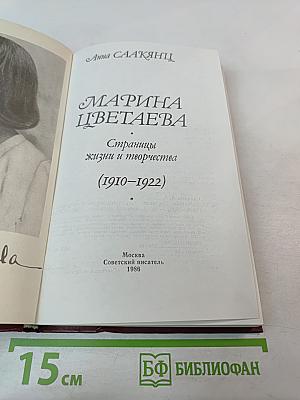 Анна СААКЯНЦ
МАРИНА
ЦВЕТАЕВА
Страницы
жизни и творчества
(1910—1922)
Москва
Советский писатель
1986
15 см
БФ БИБЛИОФАН